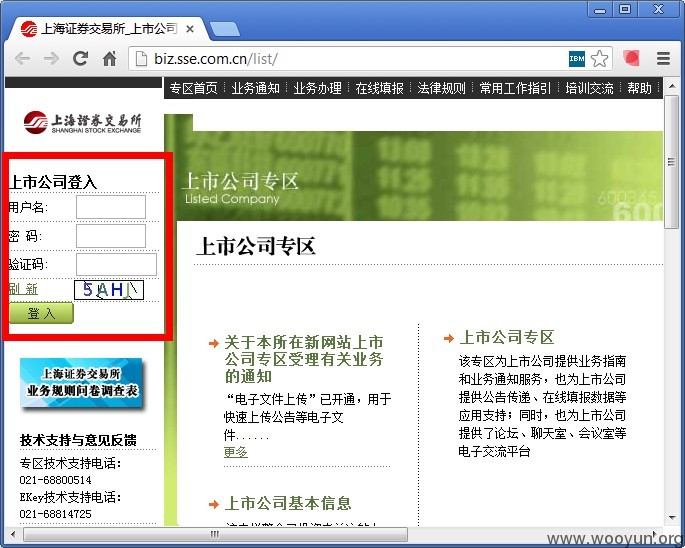 上海证券交易所_上市公司
biz.sse.com.cn/list/
IBM
专区首页 业务通知 业务办理 在线填报 法律规则 常用工作指引 培训交流 帮助
上海證券交易所
SHANGHAI STOCK EXCHANGE
上市公司登入
用户名:
密 码:
验证码:
刷 新
5AHJ
登 入
上海证券交易所
业务规则问卷调查表
技术支持与意见反馈
专区技术支持电话:
021-68800514
EKey技术支持电话:
021-68814725
上市公司专区
Listed Company
600345
600
上市公司专区
关于本所在新网站上市
公司专区受理有关业务
的通知
“电子文件上传”已开通，用于
快速上传公告等电子文
件......
更多
上市公司基本信息
上市公司专区
该专区为上市公司提供业务指南
和业务通知服务，也为上市公司
提供公告传递、在线填报数据等
应用支持；同时，也为上市公司
提供了论坛、聊天室、会议室等
电子交流平台
www.wooyun.org